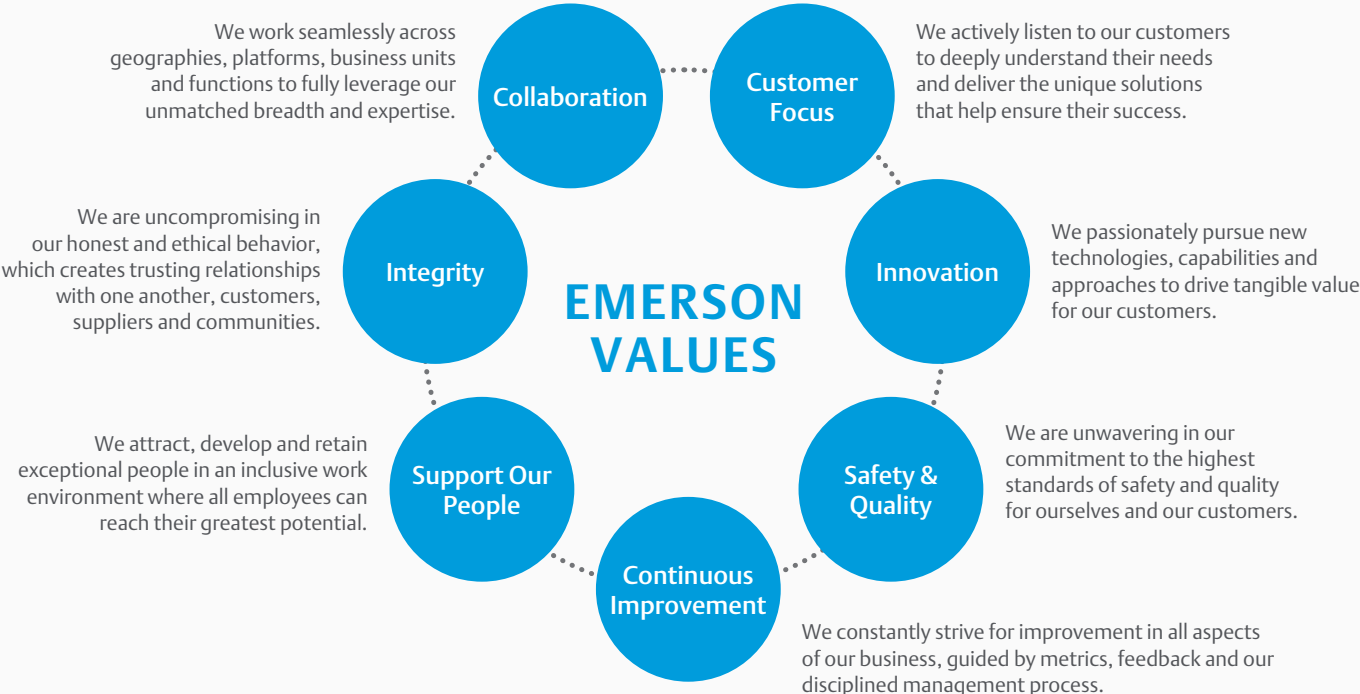 We work seamlessly across
geographies, platforms, business units
and functions to fully leverage our
unmatched breadth and expertise.
Collaboration
Customer
Focus
We actively listen to our customers
to deeply understand their needs
and deliver the unique solutions
that help ensure their success.
We are uncompromising in
our honest and ethical behavior,
which creates trusting relationships
with one another, customers,
suppliers and communities.
Integrity
EMERSON
VALUES
Innovation
We passionately pursue new
technologies, capabilities and
approaches to drive tangible value
for our customers.
We attract, develop and retain
exceptional people in an inclusive work
environment where all employees can
reach their greatest potential.
Support Our
People
Safety &
Quality
We are unwavering in our
commitment to the highest
standards of safety and quality
for ourselves and our customers.
Continuous
Improvement
We constantly strive for improvement in all aspects
of our business, guided by metrics, feedback and our
disciplined management process.